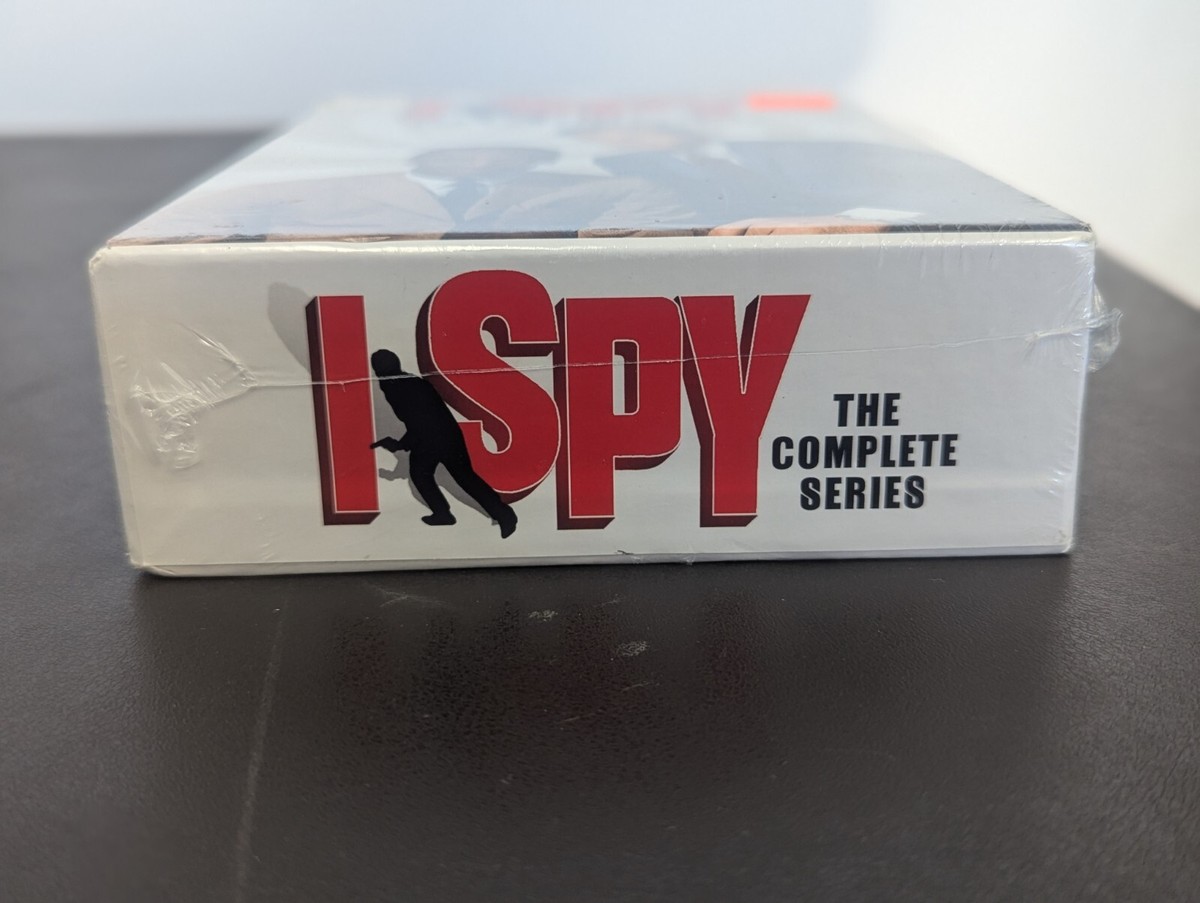 I SPY
THE
COMPLETE
SERIES